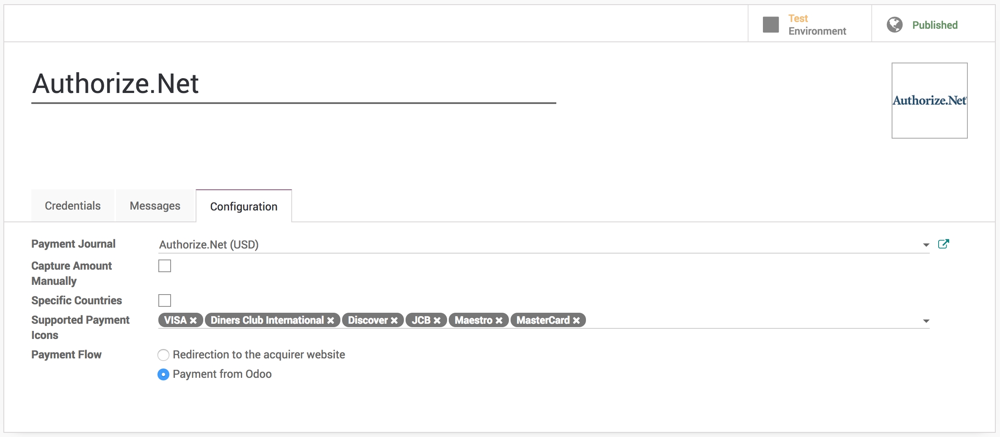 Test
Environment
Published
Authorize.Net
Authorize.Net
Credentials Messages Configuration
Payment Journal Authorize.Net (USD)
Capture Amount
Manually
Specific Countries
Supported Payment VISA Diners Club International Discover JCB Maestro MasterCard
Icons
Payment Flow Redirection to the acquirer website
Payment from Odoo